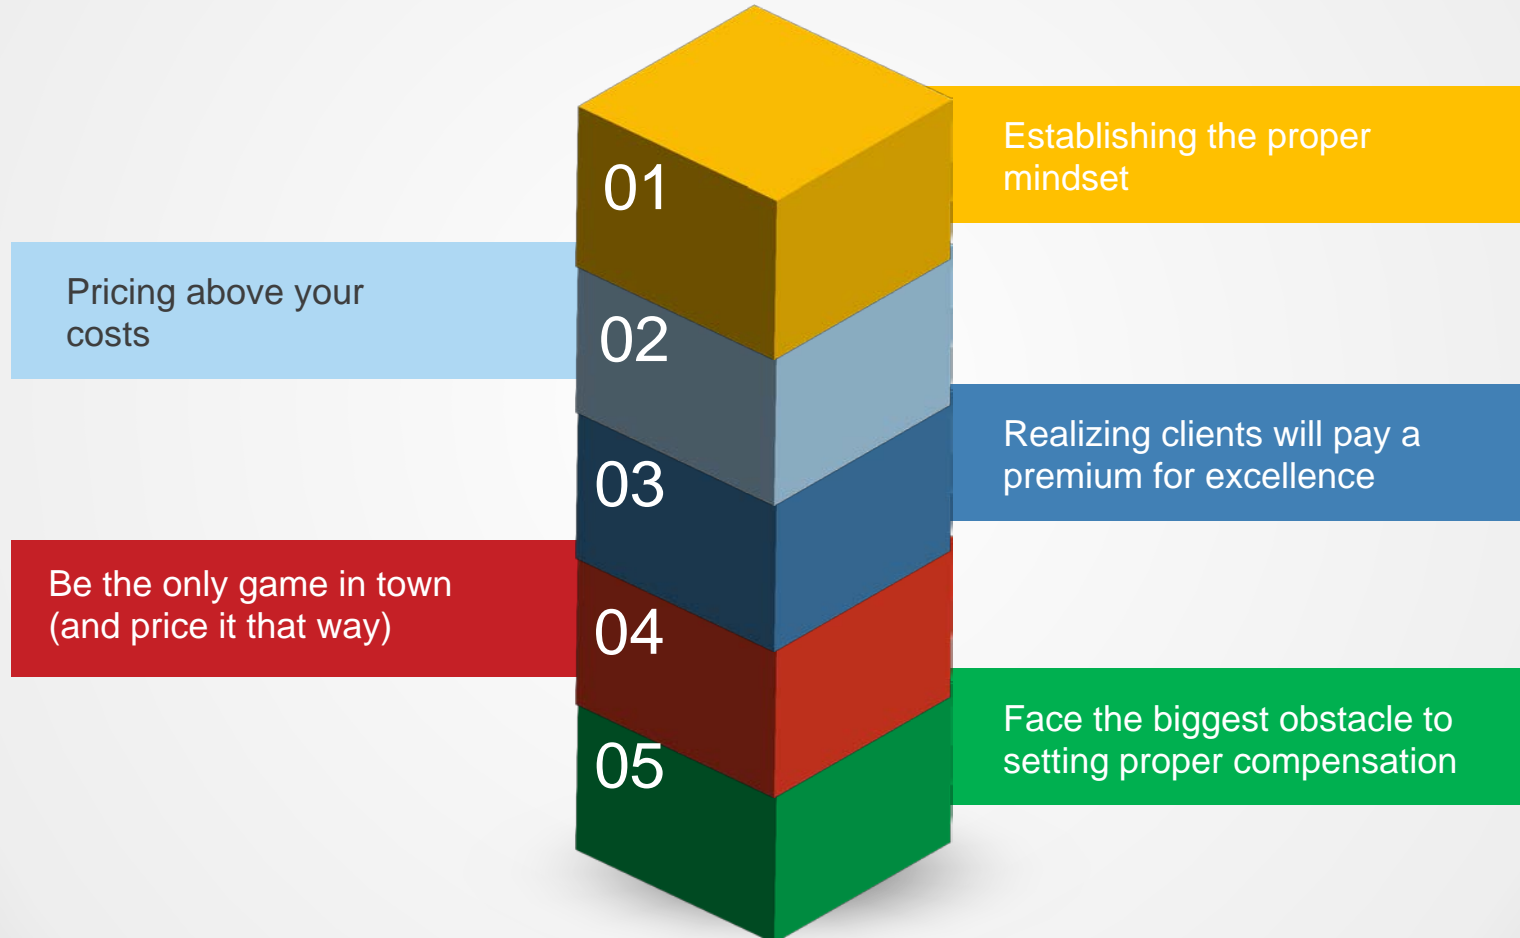 01
Establishing the proper
mindset
Pricing above your
costs
02
03
Realizing clients will pay a
premium for excellence
Be the only game in town
(and price it that way)
04
05
Face the biggest obstacle to
setting proper compensation